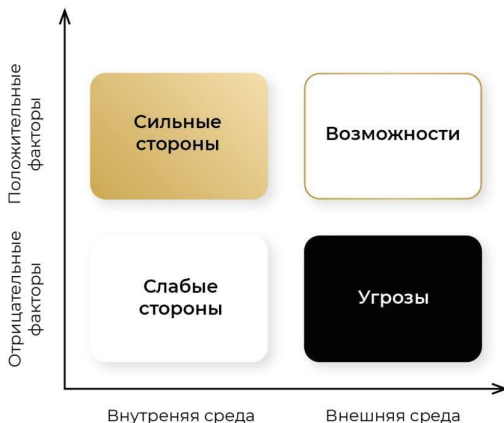 Положительные
факторы
Сильные
стороны
Возможности
Отрицательные
факторы
Слабые
стороны
Угрозы
Внутреняя среда
Внешняя среда